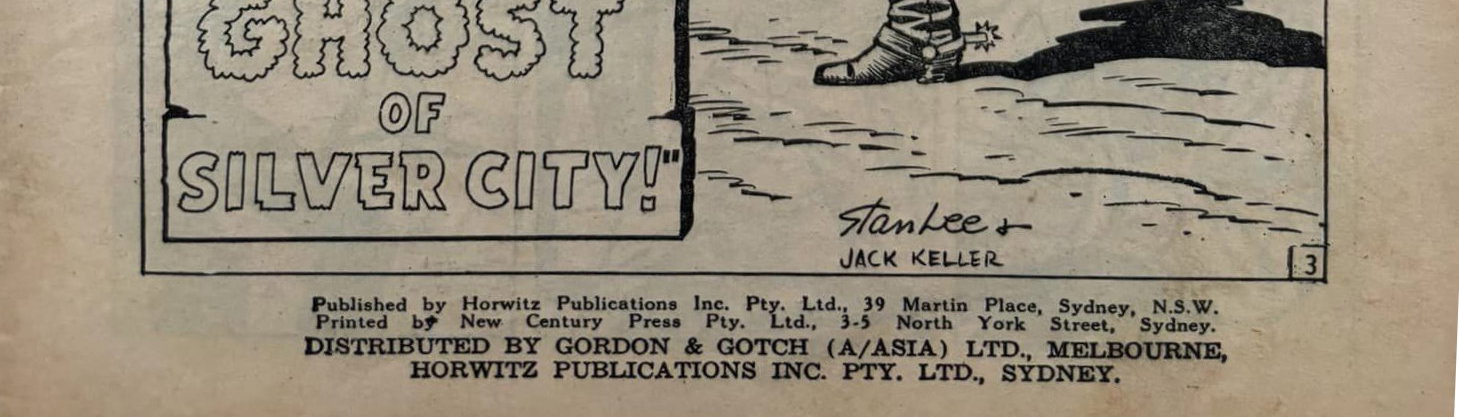 GHOST
OF
SILVER CITY!"
Stan Lee &
JACK KELLER
3
Published by Horwitz Publications Inc. Pty. Ltd., 39 Martin Place, Sydney, N.S.W.
Printed by New Century Press Pty. Ltd., 3-5 North York Street, Sydney.
DISTRIBUTED BY GORDON & GOTCH (A/ASIA) LTD., MELBOURNE,
HORWITZ PUBLICATIONS INC. PTY. LTD., SYDNEY.